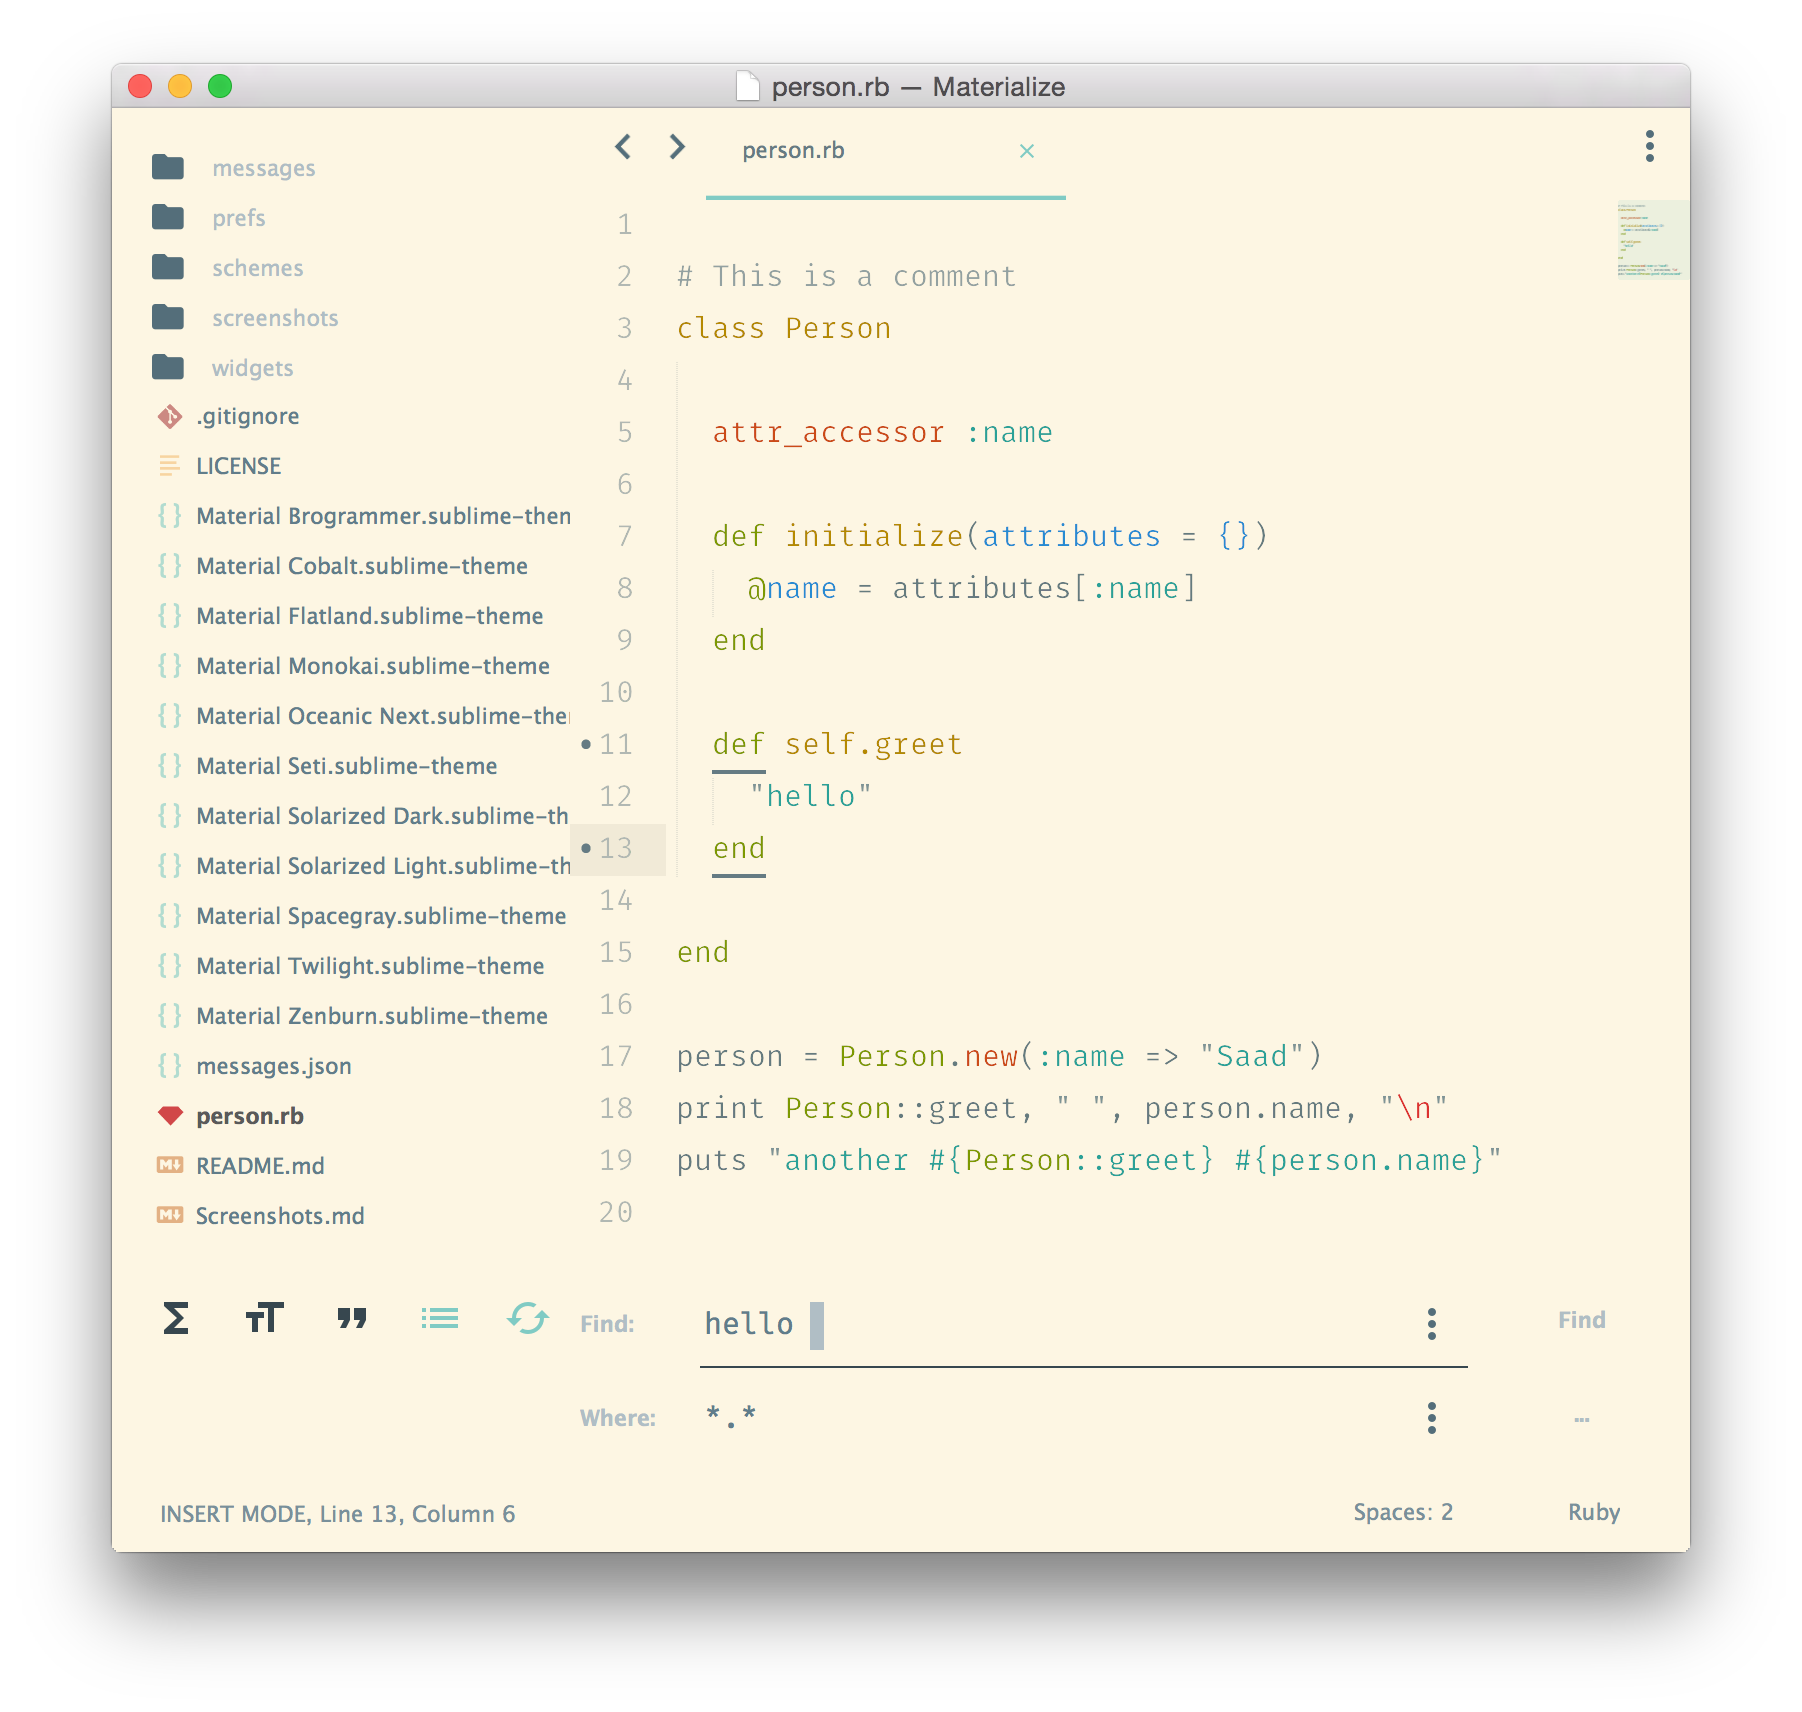 person.rb — Materialize
messages
prefs
schemes
screenshots
widgets
.gitignore
LICENSE
Material Brogrammer.sublime-then
Material Cobalt.sublime-theme
Material Flatland.sublime-theme
Material Monokai.sublime-theme
Material Oceanic Next.sublime-the
Material Seti.sublime-theme
Material Solarized Dark.sublime-th
Material Solarized Light.sublime-th
Material Spacegray.sublime-theme
Material Twilight.sublime-theme
Material Zenburn.sublime-theme
messages.json
person.rb
README.md
Screenshots.md
person.rb ×
1
2 # This is a comment
3 class Person
4
5   attr_accessor :name
6
7   def initialize(attributes = {})
8     @name = attributes[:name]
9   end
10
11   def self.greet
12     "hello"
13   end
14
15 end
16
17 person = Person.new(:name => "Saad")
18 print Person::greet, " ", person.name, "\n"
19 puts "another #{Person::greet} #{person.name}"
20
Find: hello Find
Where: *.* ...
INSERT MODE, Line 13, Column 6 Spaces: 2 Ruby